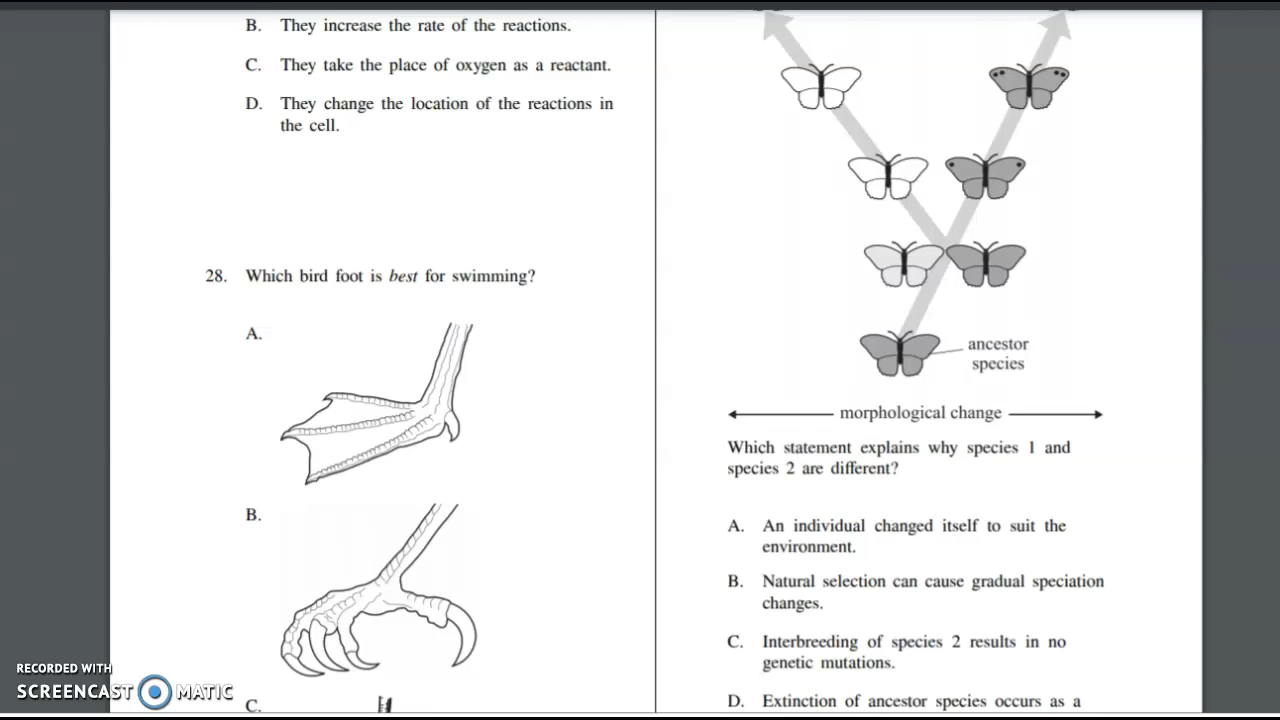 B. They increase the rate of the reactions.
C. They take the place of oxygen as a reactant.
D. They change the location of the reactions in
the cell.
28. Which bird foot is best for swimming?
A.
B.
C.
ancestor
species
morphological change
Which statement explains why species 1 and
species 2 are different?
A. An individual changed itself to suit the
environment.
B. Natural selection can cause gradual speciation
changes.
C. Interbreeding of species 2 results in no
genetic mutations.
D. Extinction of ancestor species occurs as a
RECORDED WITH
SCREENCAST MATIC